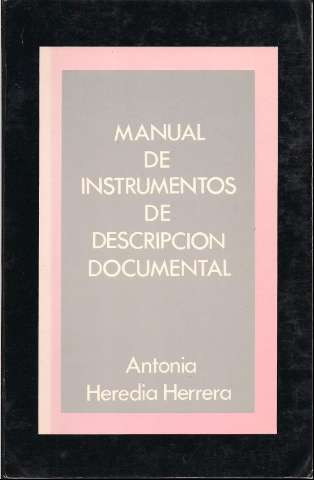 MANUAL
DE
INSTRUMENTOS
DE
DESCRIPCION
DOCUMENTAL
Antonia
Heredia Herrera